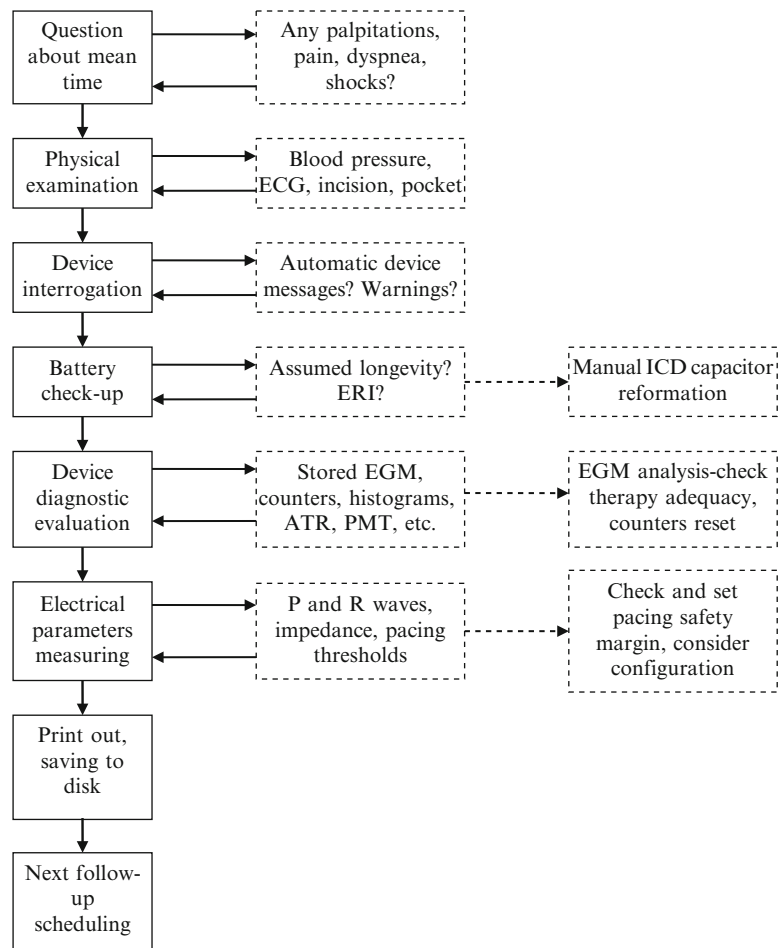 Question
about mean
time
Any palpitations,
pain, dyspnea,
shocks?
Physical
examination
Blood pressure,
ECG, incision, pocket
Device
interrogation
Automatic device
messages? Warnings?
Battery
check-up
Assumed longevity?
ERI?
Manual ICD capacitor
reformation
Device
diagnostic
evaluation
Stored EGM,
counters, histograms,
ATR, PMT, etc.
EGM analysis-check
therapy adequacy,
counters reset
Electrical
parameters
measuring
P and R waves,
impedance, pacing
thresholds
Check and set
pacing safety
margin, consider
configuration
Print out,
saving to
disk
Next follow-
up
scheduling